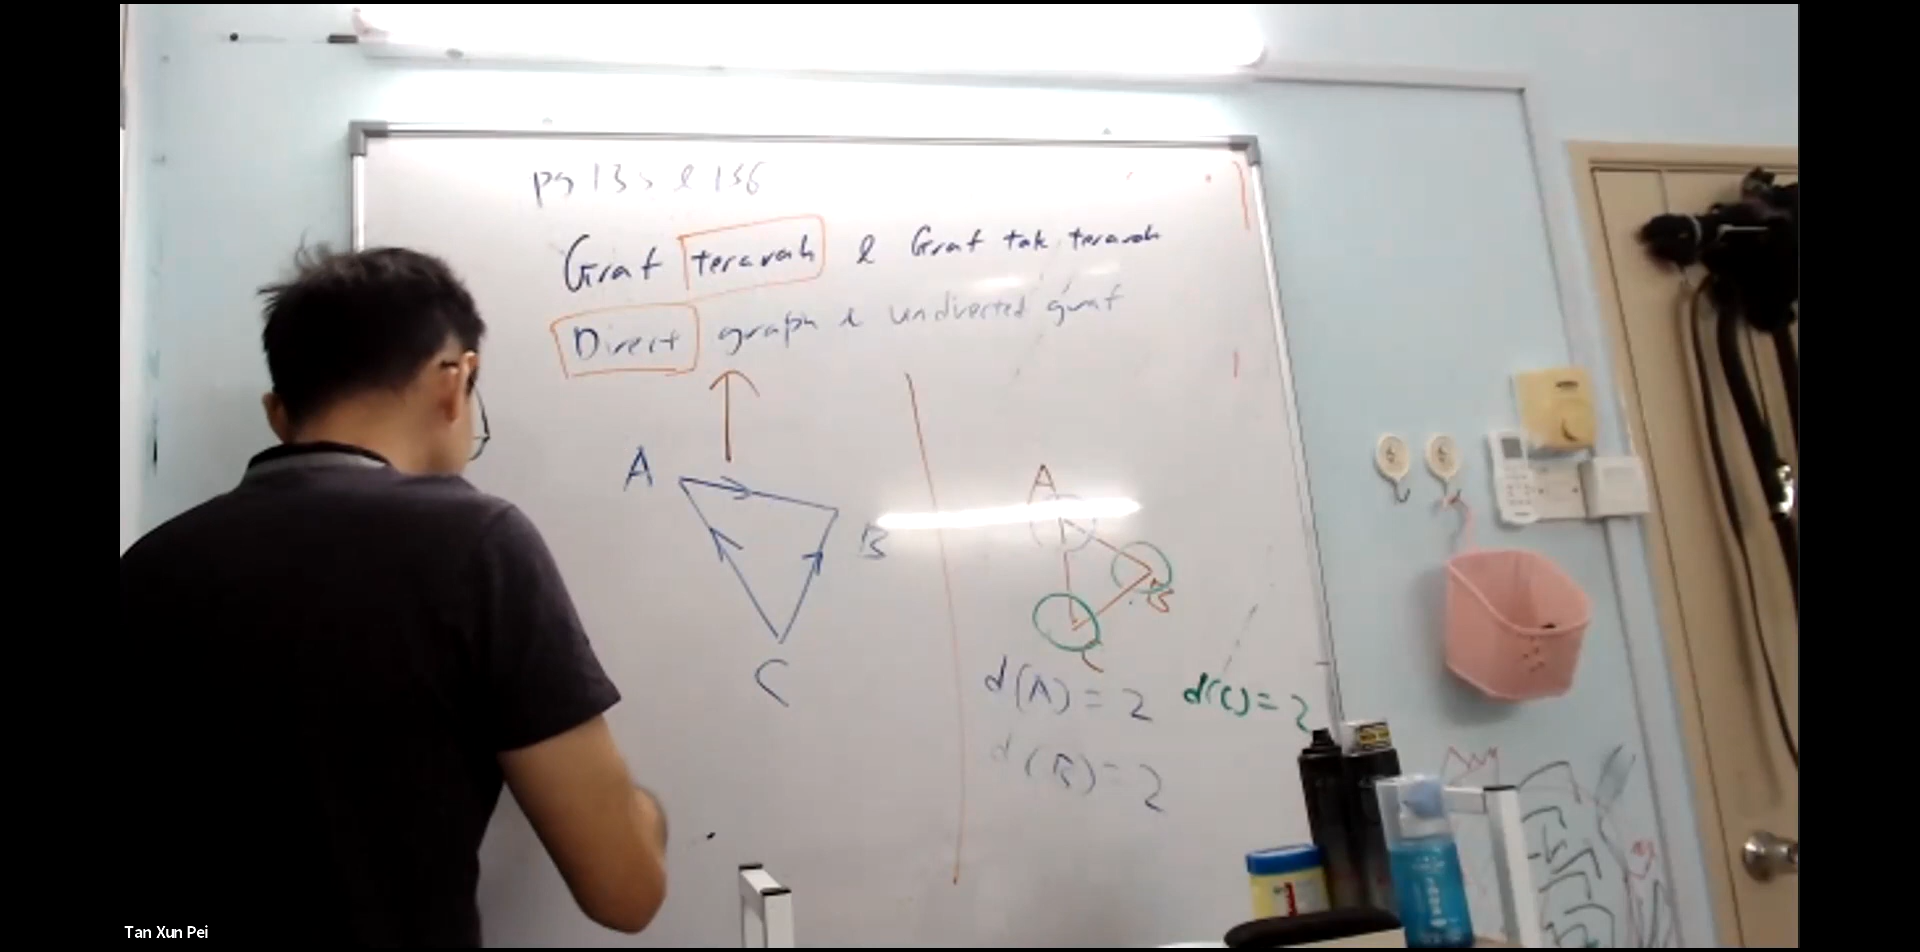 pg 135 & 136
Graf terarah & Graf tak terarah
Direct graph & undirected graf
A
B
C
A
B
C
d(A) = 2
d(C) = 2
d(B) = 2
Tan Xun Pei